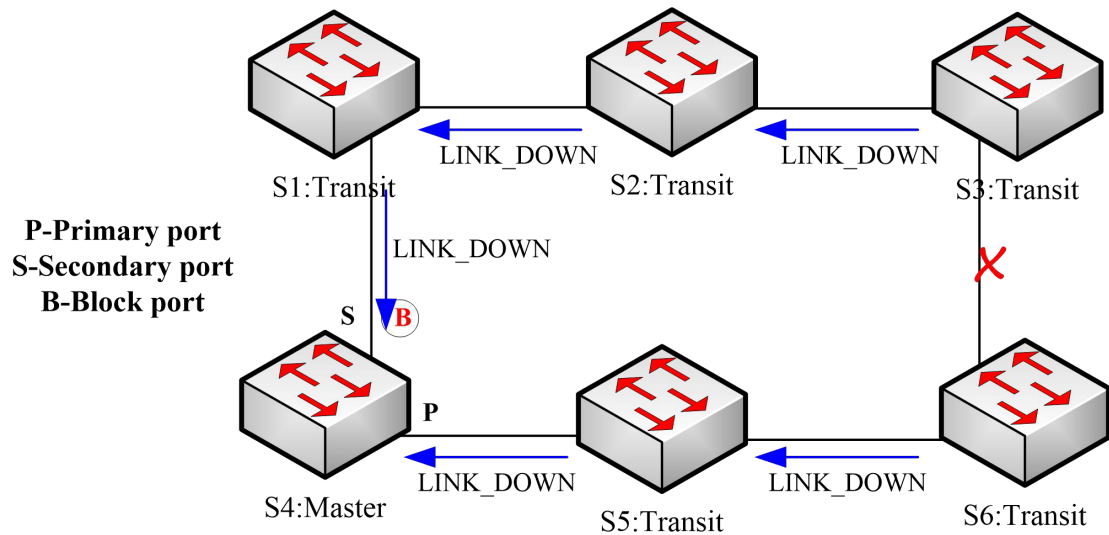 LINK_DOWN
LINK_DOWN
S1:Transit
S2:Transit
S3:Transit
P-Primary port
S-Secondary port
B-Block port
LINK_DOWN
S
B
P
LINK_DOWN
LINK_DOWN
S4:Master
S5:Transit
S6:Transit